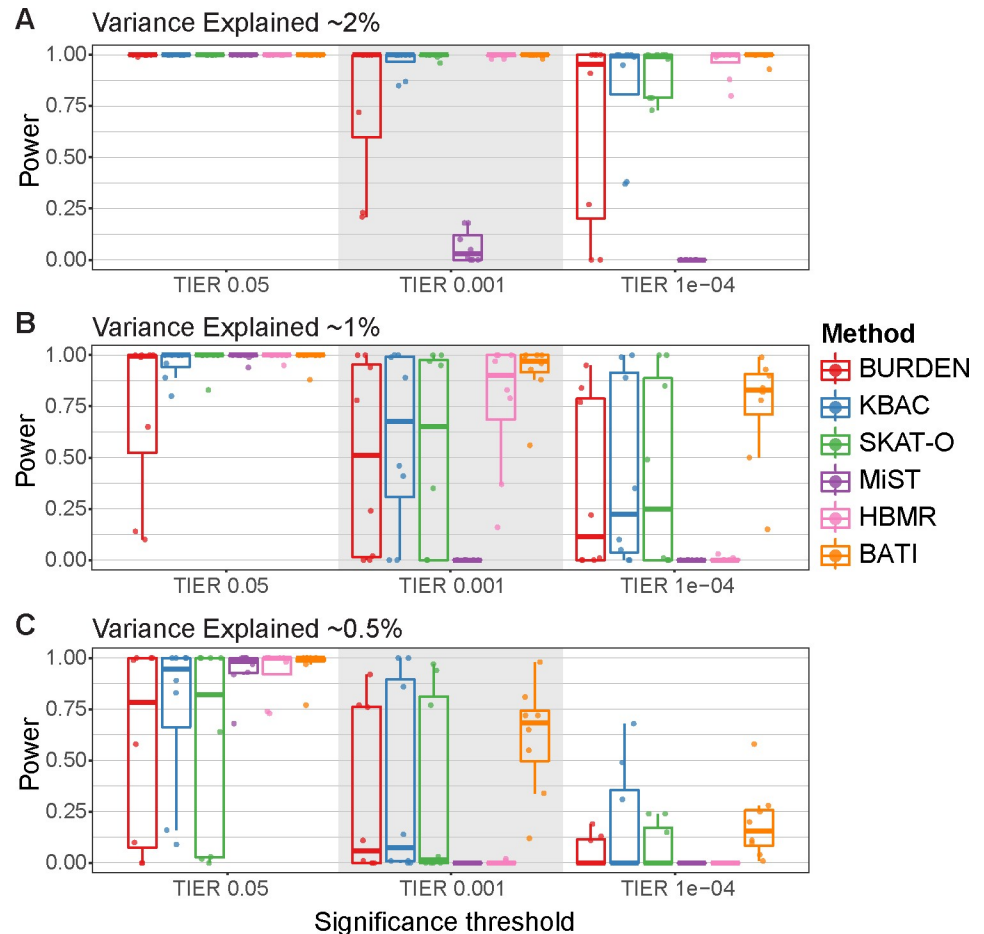 A
Variance Explained ~2%
Power
1.00
0.75
0.50
0.25
0.00
TIER 0.05 TIER 0.001 TIER 1e−04
B
Variance Explained ~1%
Power
1.00
0.75
0.50
0.25
0.00
TIER 0.05 TIER 0.001 TIER 1e−04
C
Variance Explained ~0.5%
Power
1.00
0.75
0.50
0.25
0.00
TIER 0.05 TIER 0.001 TIER 1e−04
Significance threshold
Method
BURDEN
KBAC
SKAT-O
MiST
HBMR
BATI